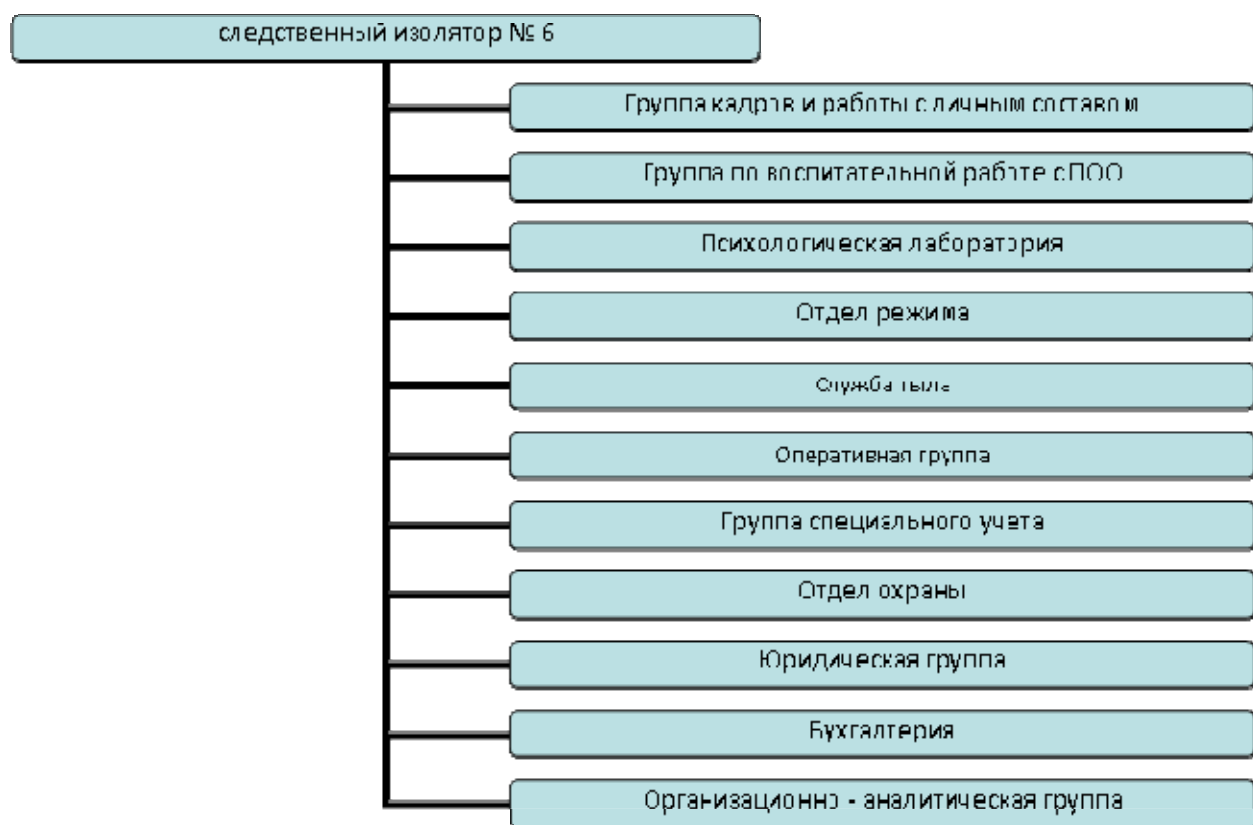 следственный изолятор № 6
Группа кадров и работы с личным составом
Группа по воспитательной работе с ПОО
Психологическая лаборатория
Отдел режима
Служба тыла
Оперативная группа
Группа специального учета
Отдел охраны
Юридическая группа
Бухгалтерия
Организационно - аналитическая группа